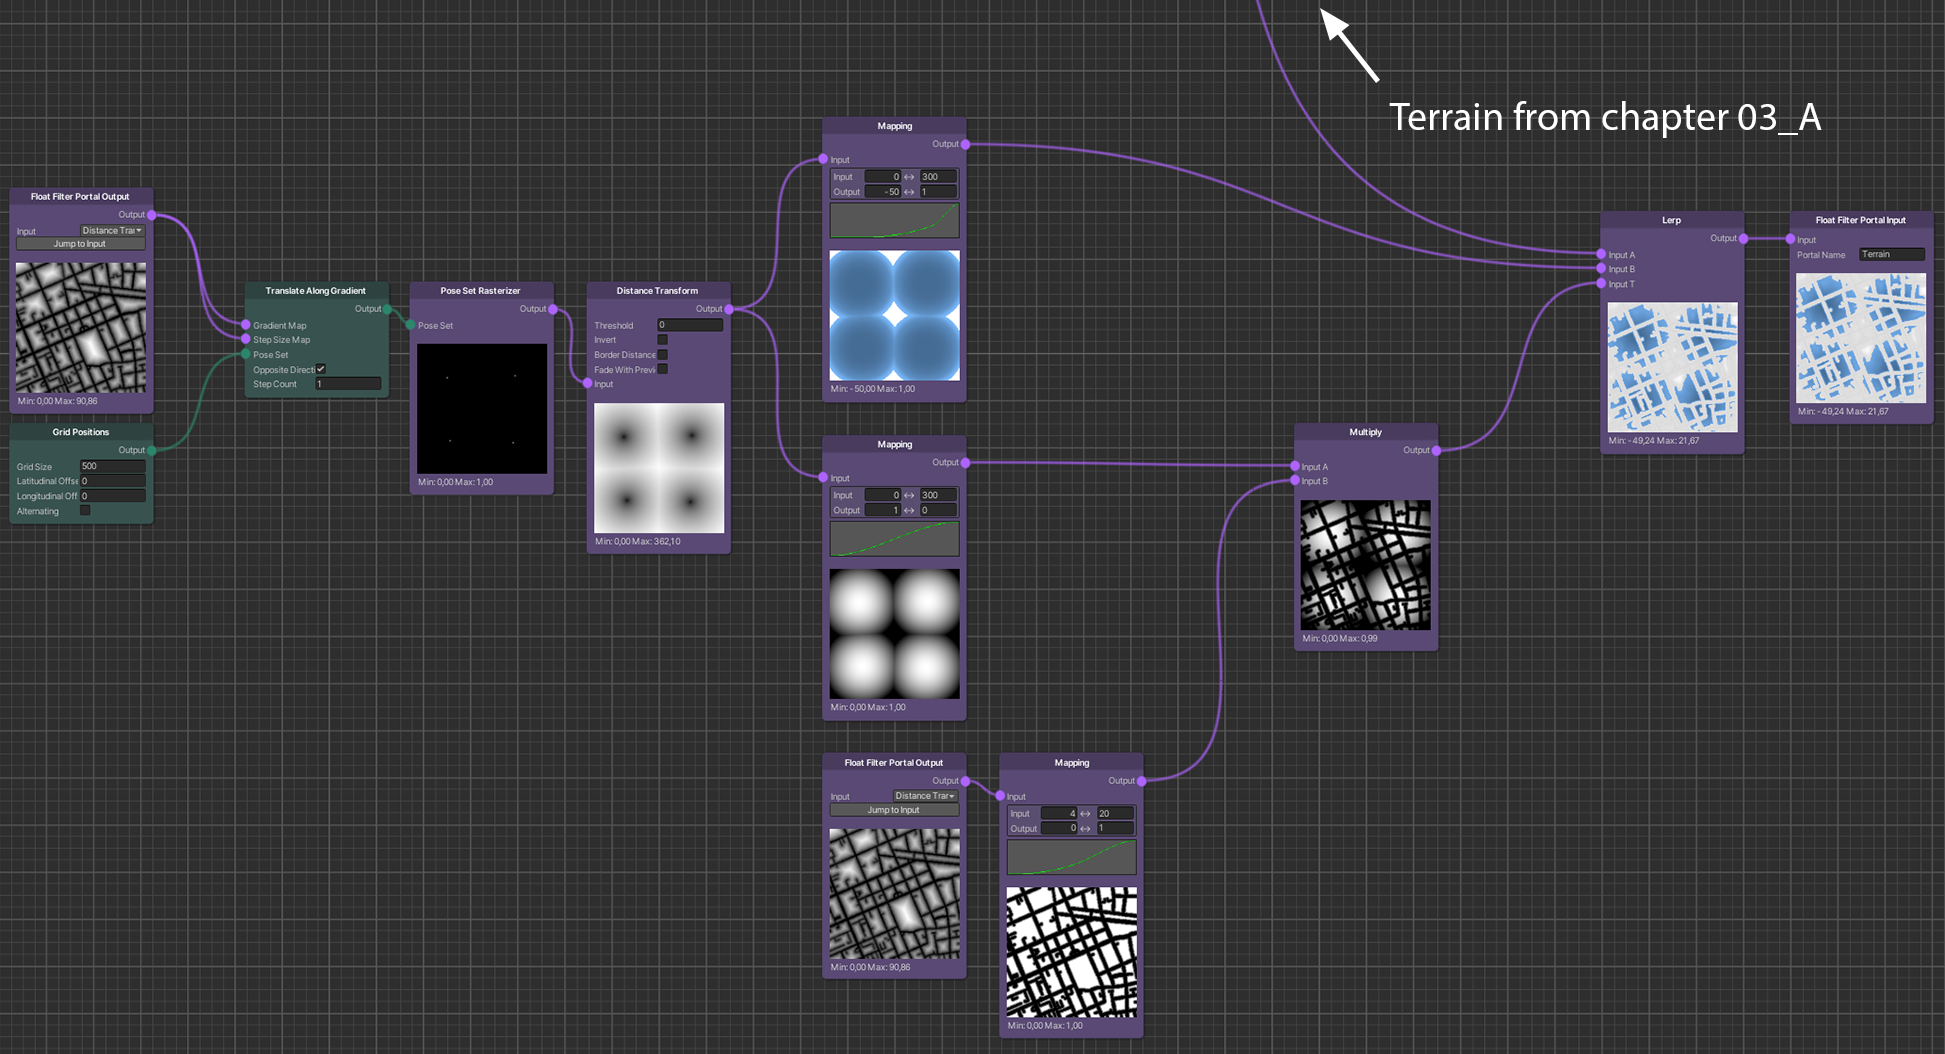 Terrain from chapter 03_A
Float Filter Portal Output
Output
Input Distance Trar
Jump to Input
Min: 0,00 Max: 90,86
Grid Positions
Output
Grid Size 500
Latitudinal Offse 0
Longitudinal Off 0
Alternating
Translate Along Gradient
Output
Gradient Map
Step Size Map
Pose Set
Opposite Directi
Step Count 1
Pose Set Rasterizer
Output
Pose Set
Min: 0,00 Max: 1,00
Distance Transform
Output
Threshold 0
Invert
Border Distance
Fade With Previ
Input
Min: 0,00 Max: 362,10
Mapping
Output
Input
Input 0 ↔ 300
Output -50 ↔ 1
Min: -50,00 Max: 1,00
Mapping
Output
Input
Input 0 ↔ 300
Output 1 ↔ 0
Min: 0,00 Max: 1,00
Float Filter Portal Output
Output
Input Distance Trar
Jump to Input
Min: 0,00 Max: 90,86
Mapping
Output
Input
Input 4 ↔ 20
Output 0 ↔ 1
Min: 0,00 Max: 1,00
Multiply
Output
Input A
Input B
Min: 0,00 Max: 0,99
Lerp
Output
Input A
Input B
Input T
Min: -49,24 Max: 21,67
Float Filter Portal Input
Input
Portal Name Terrain
Min: -49,24 Max: 21,67